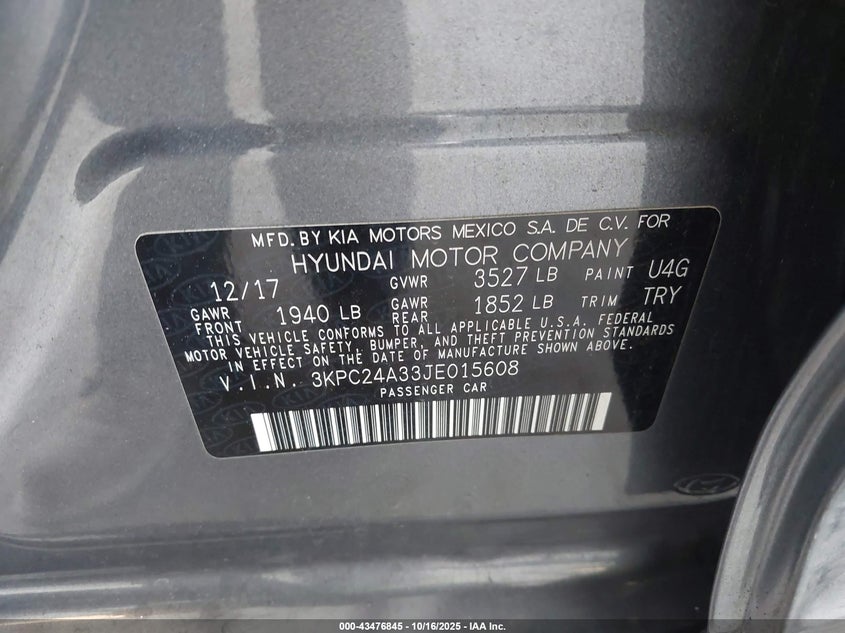 MFD. BY KIA MOTORS MEXICO S.A. DE C.V. FOR
HYUNDAI MOTOR COMPANY
12/17 GVWR 3527 LB PAINT U4G
GAWR FRONT 1940 LB GAWR REAR 1852 LB TRIM TRY
THIS VEHICLE CONFORMS TO ALL APPLICABLE U.S.A. FEDERAL
MOTOR VEHICLE SAFETY, BUMPER, AND THEFT PREVENTION STANDARDS
IN EFFECT ON THE DATE OF MANUFACTURE SHOWN ABOVE.
V.I.N. 3KPC24A33JE015608
PASSENGER CAR
000-43476845 - 10/16/2025 - IAA Inc.